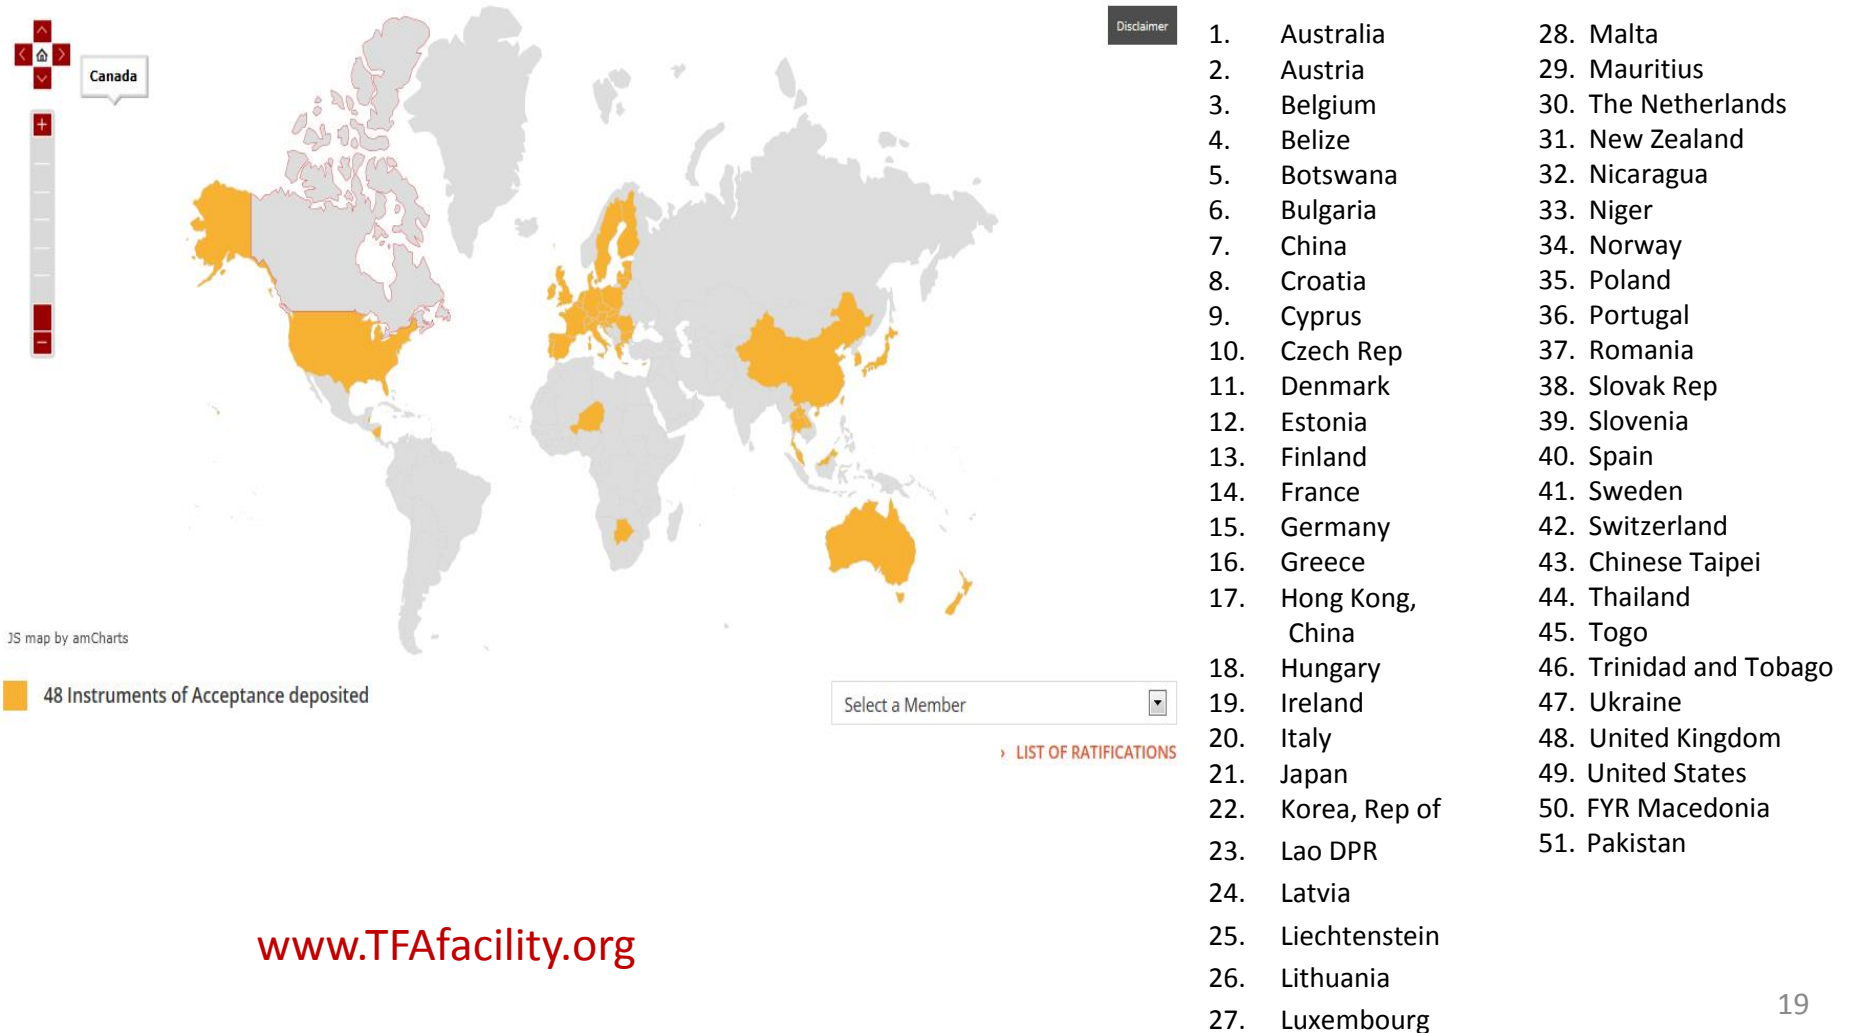 Disclaimer
Canada
JS map by amCharts
48 Instruments of Acceptance deposited
Select a Member
› LIST OF RATIFICATIONS
www.TFAfacility.org
1. Australia
2. Austria
3. Belgium
4. Belize
5. Botswana
6. Bulgaria
7. China
8. Croatia
9. Cyprus
10. Czech Rep
11. Denmark
12. Estonia
13. Finland
14. France
15. Germany
16. Greece
17. Hong Kong,
China
18. Hungary
19. Ireland
20. Italy
21. Japan
22. Korea, Rep of
23. Lao DPR
24. Latvia
25. Liechtenstein
26. Lithuania
27. Luxembourg
28. Malta
29. Mauritius
30. The Netherlands
31. New Zealand
32. Nicaragua
33. Niger
34. Norway
35. Poland
36. Portugal
37. Romania
38. Slovak Rep
39. Slovenia
40. Spain
41. Sweden
42. Switzerland
43. Chinese Taipei
44. Thailand
45. Togo
46. Trinidad and Tobago
47. Ukraine
48. United Kingdom
49. United States
50. FYR Macedonia
51. Pakistan
19